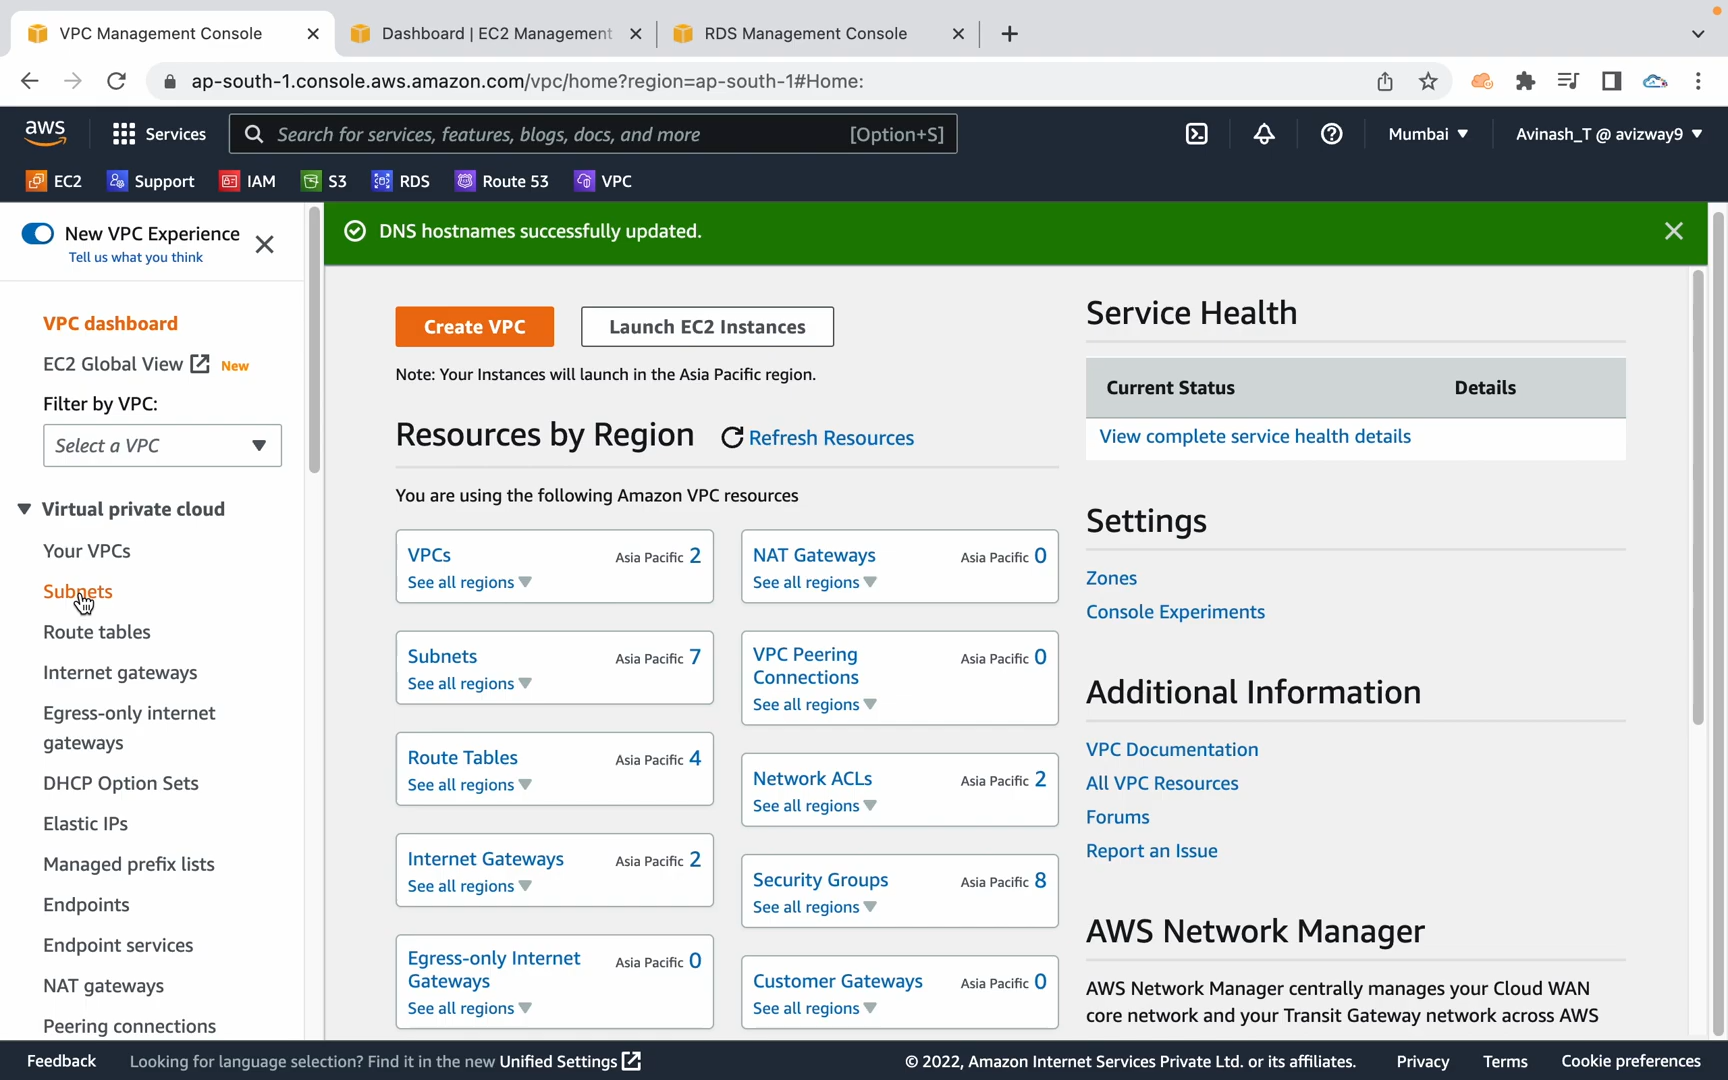 VPC Management Console
Dashboard | EC2 Management
RDS Management Console
ap-south-1.console.aws.amazon.com/vpc/home?region=ap-south-1#Home:
aws
Services
Search for services, features, blogs, docs, and more
[Option+S]
Mumbai
Avinash_T @ avizway9
EC2
Support
IAM
S3
RDS
Route 53
VPC
New VPC Experience
Tell us what you think
VPC dashboard
EC2 Global View New
Filter by VPC:
Select a VPC
Virtual private cloud
Your VPCs
Subnets
Route tables
Internet gateways
Egress-only internet
gateways
DHCP Option Sets
Elastic IPs
Managed prefix lists
Endpoints
Endpoint services
NAT gateways
Peering connections
DNS hostnames successfully updated.
Create VPC
Launch EC2 Instances
Note: Your Instances will launch in the Asia Pacific region.
Resources by Region
Refresh Resources
You are using the following Amazon VPC resources
VPCs
Asia Pacific 2
See all regions
NAT Gateways
Asia Pacific 0
See all regions
Subnets
Asia Pacific 7
See all regions
VPC Peering
Connections
Asia Pacific 0
See all regions
Route Tables
Asia Pacific 4
See all regions
Network ACLs
Asia Pacific 2
See all regions
Internet Gateways
Asia Pacific 2
See all regions
Security Groups
Asia Pacific 8
See all regions
Egress-only Internet
Gateways
Asia Pacific 0
See all regions
Customer Gateways
Asia Pacific 0
See all regions
Service Health
Current Status
Details
View complete service health details
Settings
Zones
Console Experiments
Additional Information
VPC Documentation
All VPC Resources
Forums
Report an Issue
AWS Network Manager
AWS Network Manager centrally manages your Cloud WAN
core network and your Transit Gateway network across AWS
Feedback
Looking for language selection? Find it in the new Unified Settings
© 2022, Amazon Internet Services Private Ltd. or its affiliates.
Privacy
Terms
Cookie preferences